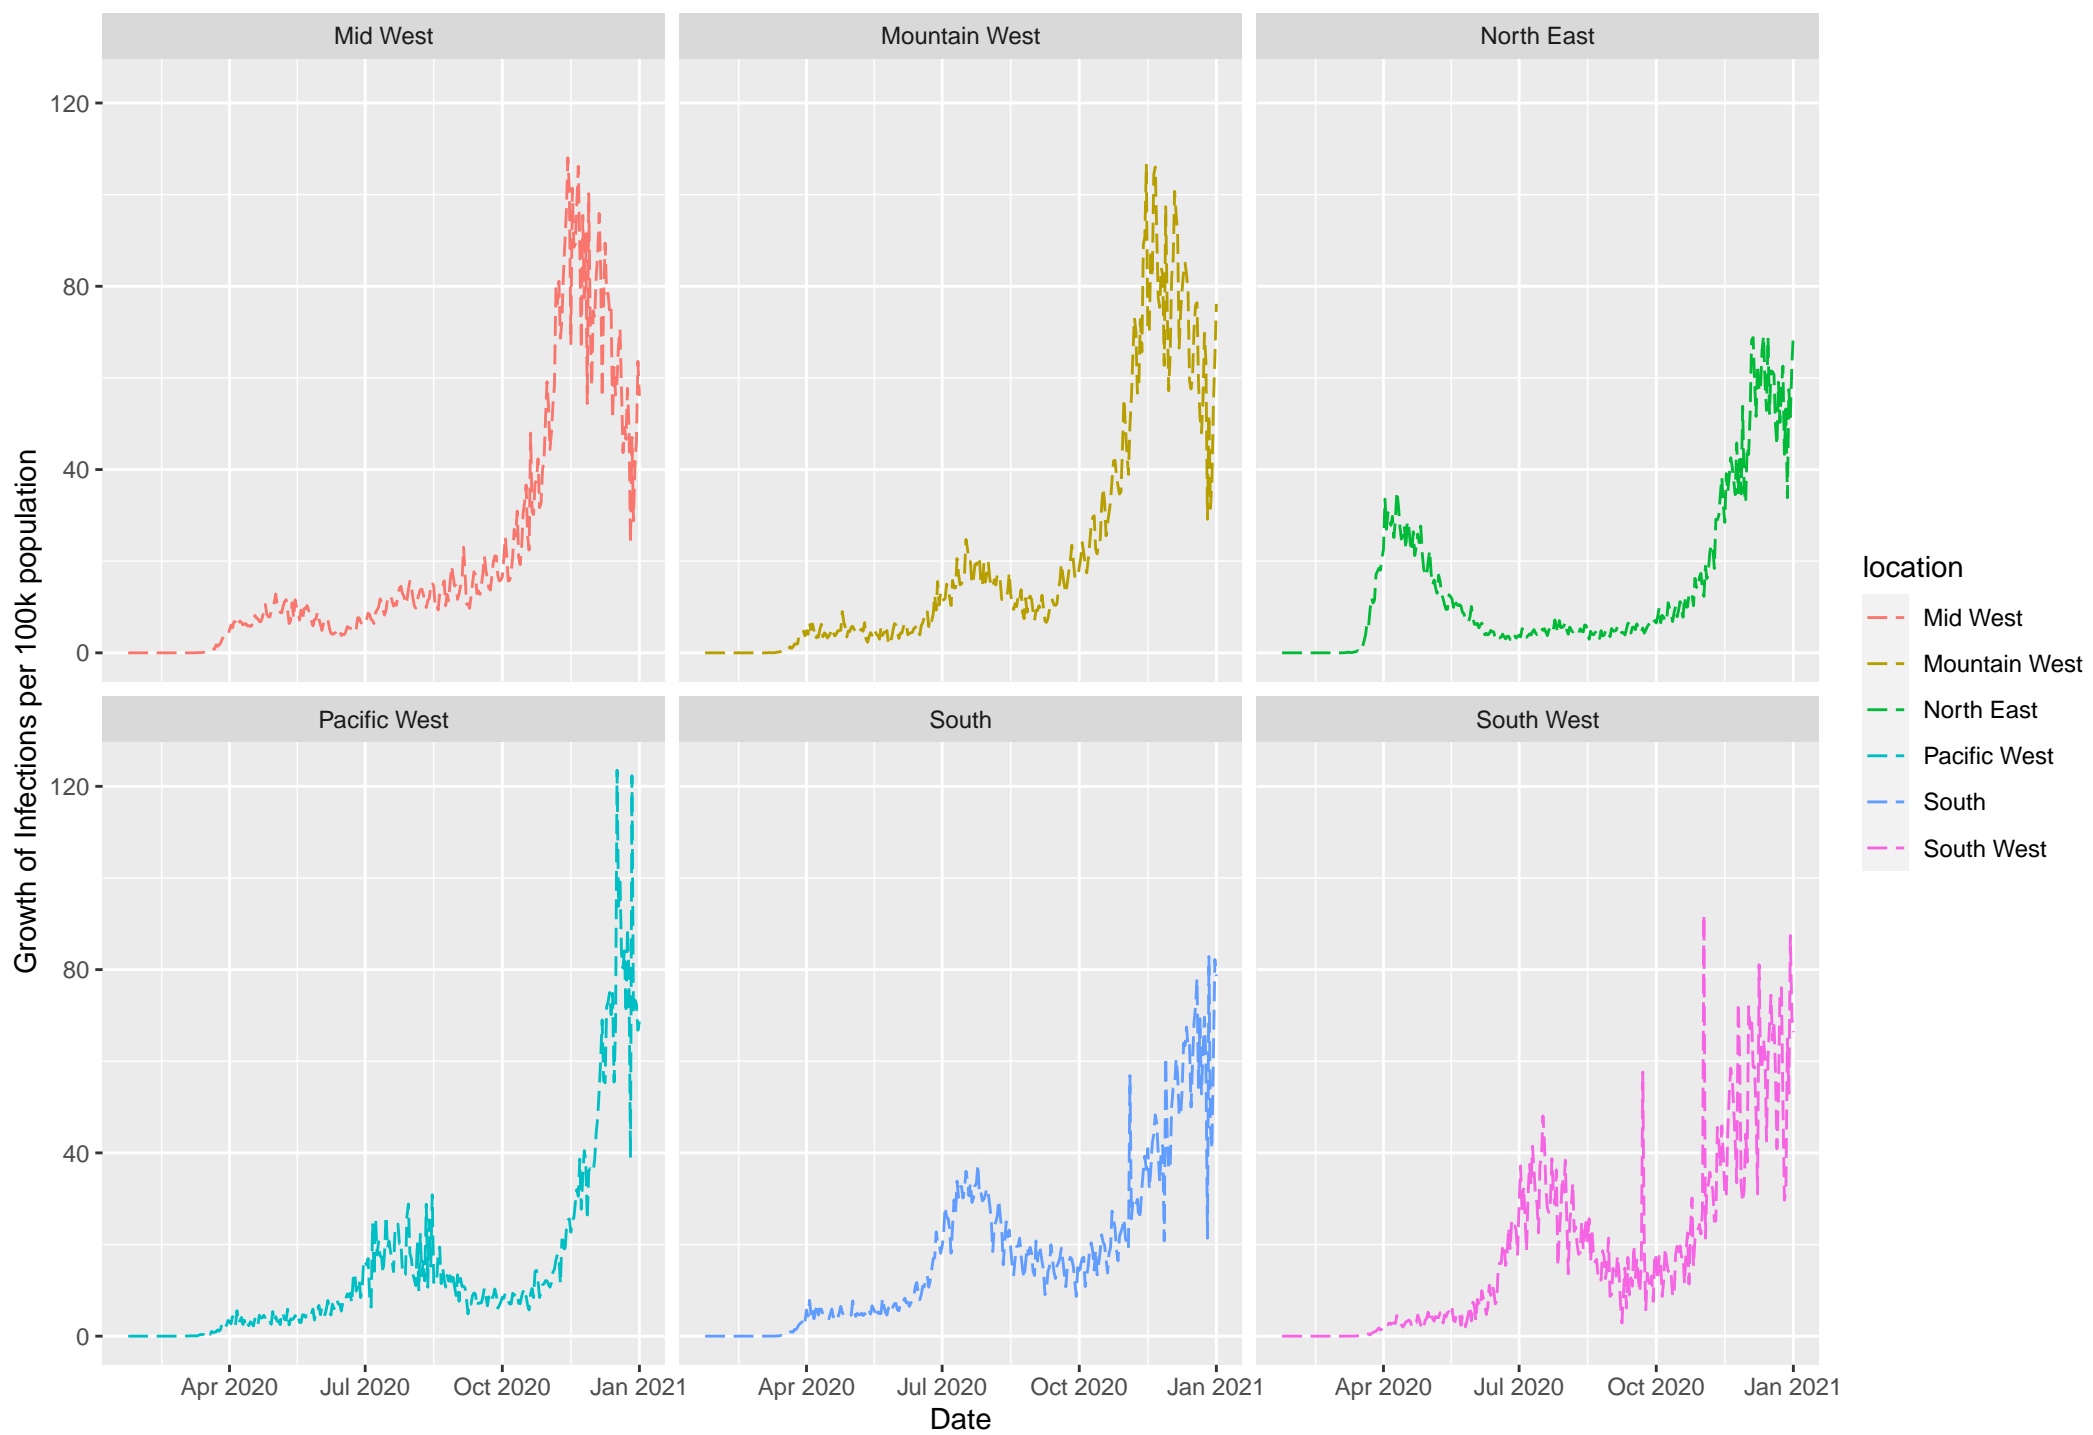 Mid West
Mountain West
North East
120
80
40
0
Pacific West
South
South West
120
80
40
0
Apr 2020
Jul 2020
Oct 2020
Jan 2021
Apr 2020
Jul 2020
Oct 2020
Jan 2021
Apr 2020
Jul 2020
Oct 2020
Jan 2021
Date
Growth of Infections per 100k population
location
Mid West
Mountain West
North East
Pacific West
South
South West